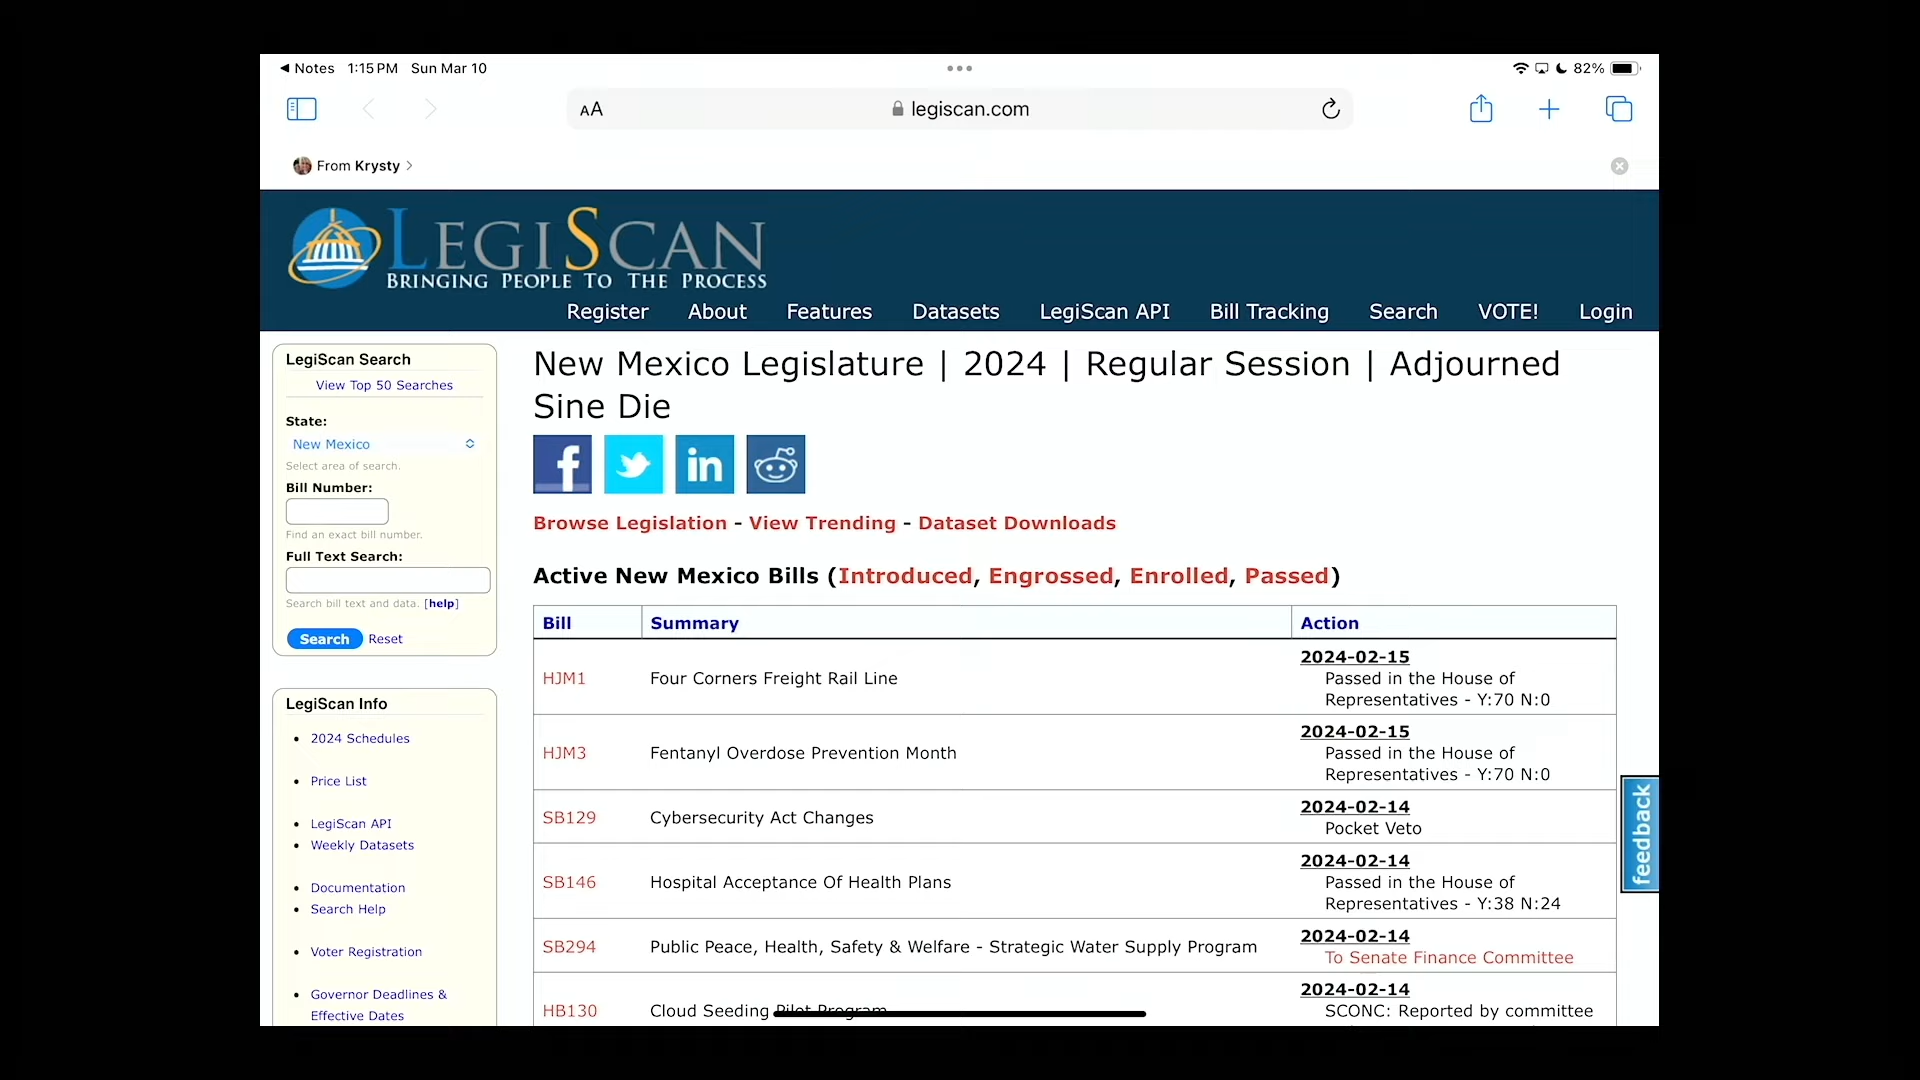 Notes 1:15 PM Sun Mar 10
82%
AA
legiscan.com
From Krysty
LEGISCAN
BRINGING PEOPLE TO THE PROCESS
Register About Features Datasets LegiScan API Bill Tracking Search VOTE! Login
LegiScan Search
View Top 50 Searches
State:
New Mexico
Select area of search.
Bill Number:
Find an exact bill number.
Full Text Search:
Search bill text and data. [help]
Search Reset
LegiScan Info
2024 Schedules
Price List
LegiScan API
Weekly Datasets
Documentation
Search Help
Voter Registration
Governor Deadlines &
Effective Dates
New Mexico Legislature | 2024 | Regular Session | Adjourned
Sine Die
f
in
Browse Legislation - View Trending - Dataset Downloads
Active New Mexico Bills (Introduced, Engrossed, Enrolled, Passed)
Bill Summary Action
HJM1 Four Corners Freight Rail Line 2024-02-15
Passed in the House of
Representatives - Y:70 N:0
HJM3 Fentanyl Overdose Prevention Month 2024-02-15
Passed in the House of
Representatives - Y:70 N:0
SB129 Cybersecurity Act Changes 2024-02-14
Pocket Veto
SB146 Hospital Acceptance Of Health Plans 2024-02-14
Passed in the House of
Representatives - Y:38 N:24
SB294 Public Peace, Health, Safety & Welfare - Strategic Water Supply Program 2024-02-14
To Senate Finance Committee
HB130 Cloud Seeding Pilot Program 2024-02-14
SCONC: Reported by committee
feedback